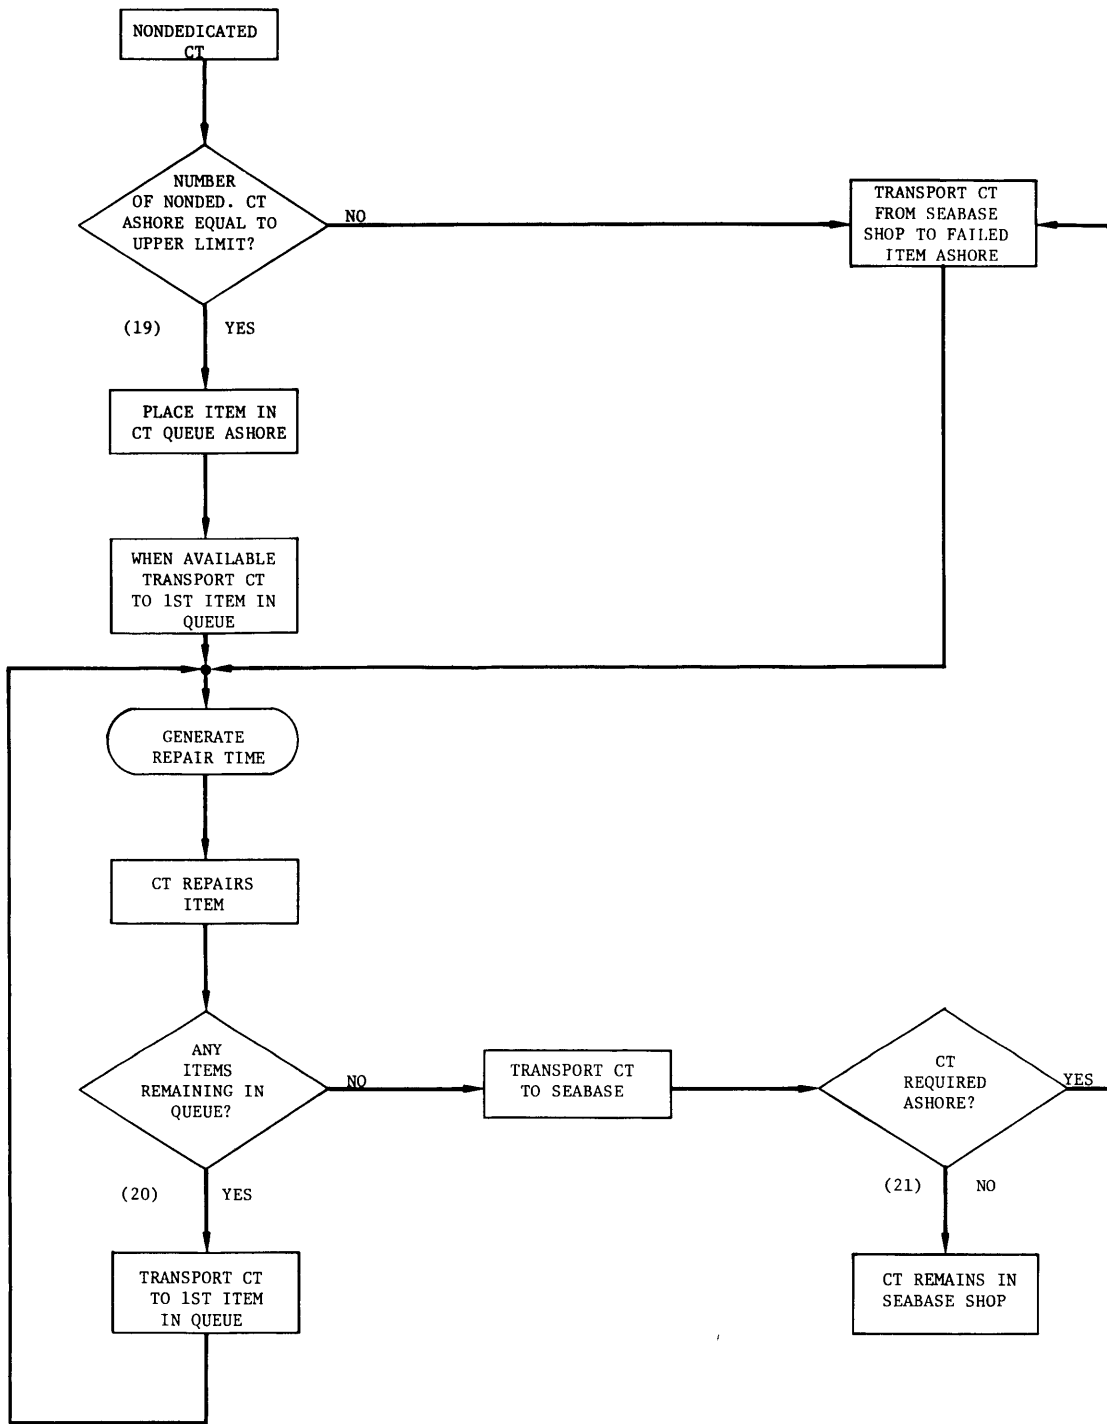 NONDEDICATED
CT
NUMBER
OF NONDED. CT
ASHORE EQUAL TO
UPPER LIMIT?
NO
TRANSPORT CT
FROM SEABASE
SHOP TO FAILED
ITEM ASHORE
(19) YES
PLACE ITEM IN
CT QUEUE ASHORE
WHEN AVAILABLE
TRANSPORT CT
TO 1ST ITEM IN
QUEUE
GENERATE
REPAIR TIME
CT REPAIRS
ITEM
ANY
ITEMS
REMAINING IN
QUEUE?
NO
TRANSPORT CT
TO SEABASE
CT
REQUIRED
ASHORE?
YES
(20) YES
(21) NO
TRANSPORT CT
TO 1ST ITEM
IN QUEUE
CT REMAINS IN
SEABASE SHOP